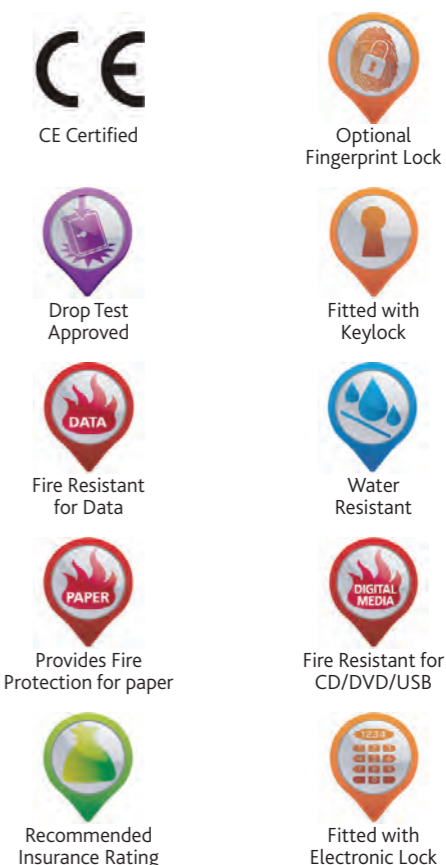 CE
CE Certified
Optional
Fingerprint Lock
Drop Test
Approved
Fitted with
Keylock
DATA
Fire Resistant
for Data
Water
Resistant
PAPER
Provides Fire
Protection for paper
DIGITAL
MEDIA
Fire Resistant for
CD/DVD/USB
Recommended
Insurance Rating
1234
Fitted with
Electronic Lock